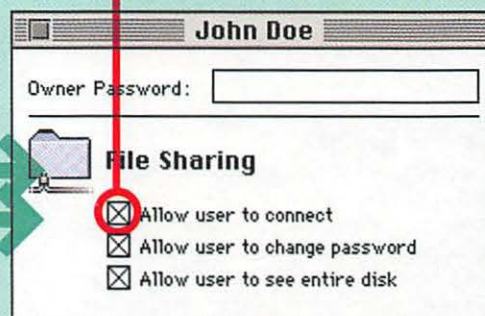 John Doe
Owner Password:
File Sharing
Allow user to connect
Allow user to change password
Allow user to see entire disk